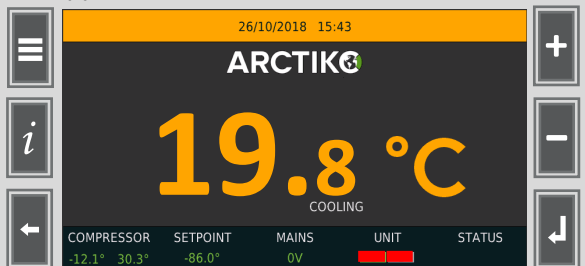 26/10/2018 15:43
ARCTIKO
19.8 °C
COOLING
COMPRESSOR SETPOINT MAINS UNIT STATUS
-12.1° 30.3° -86.0° 0V
i